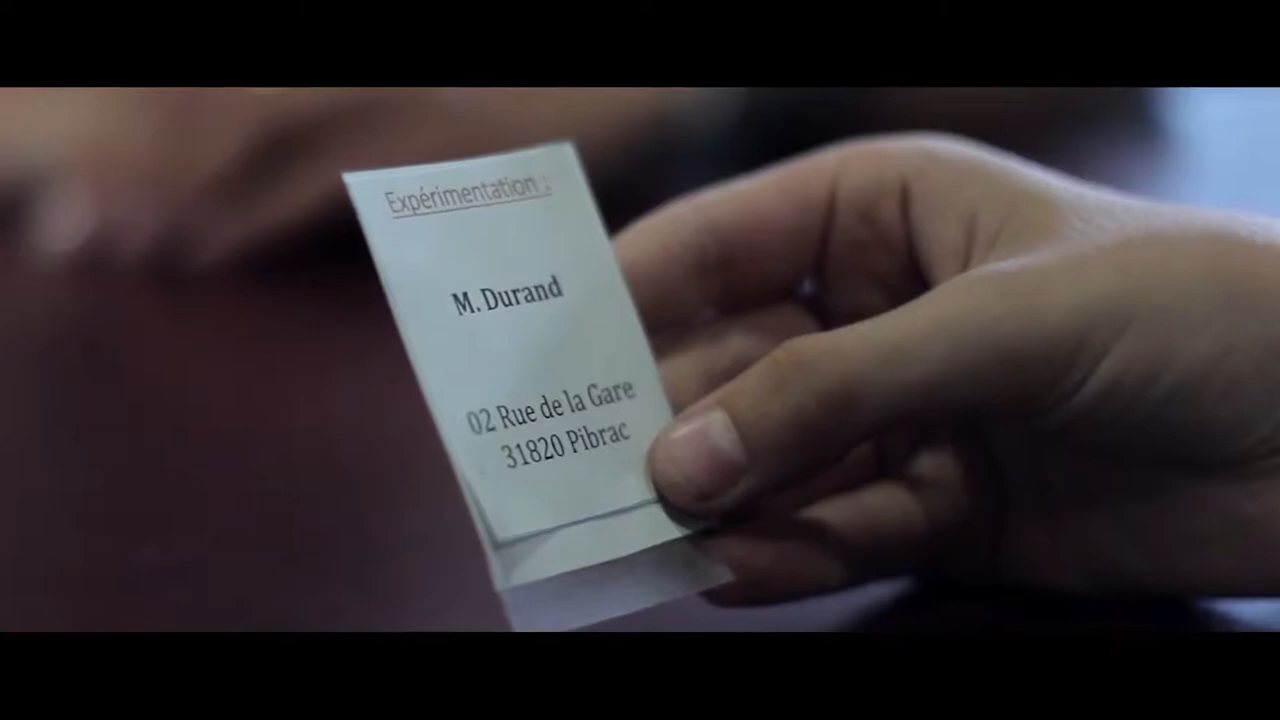 Expérimentation :
M. Durand
02 Rue de la Gare
31820 Pibrac